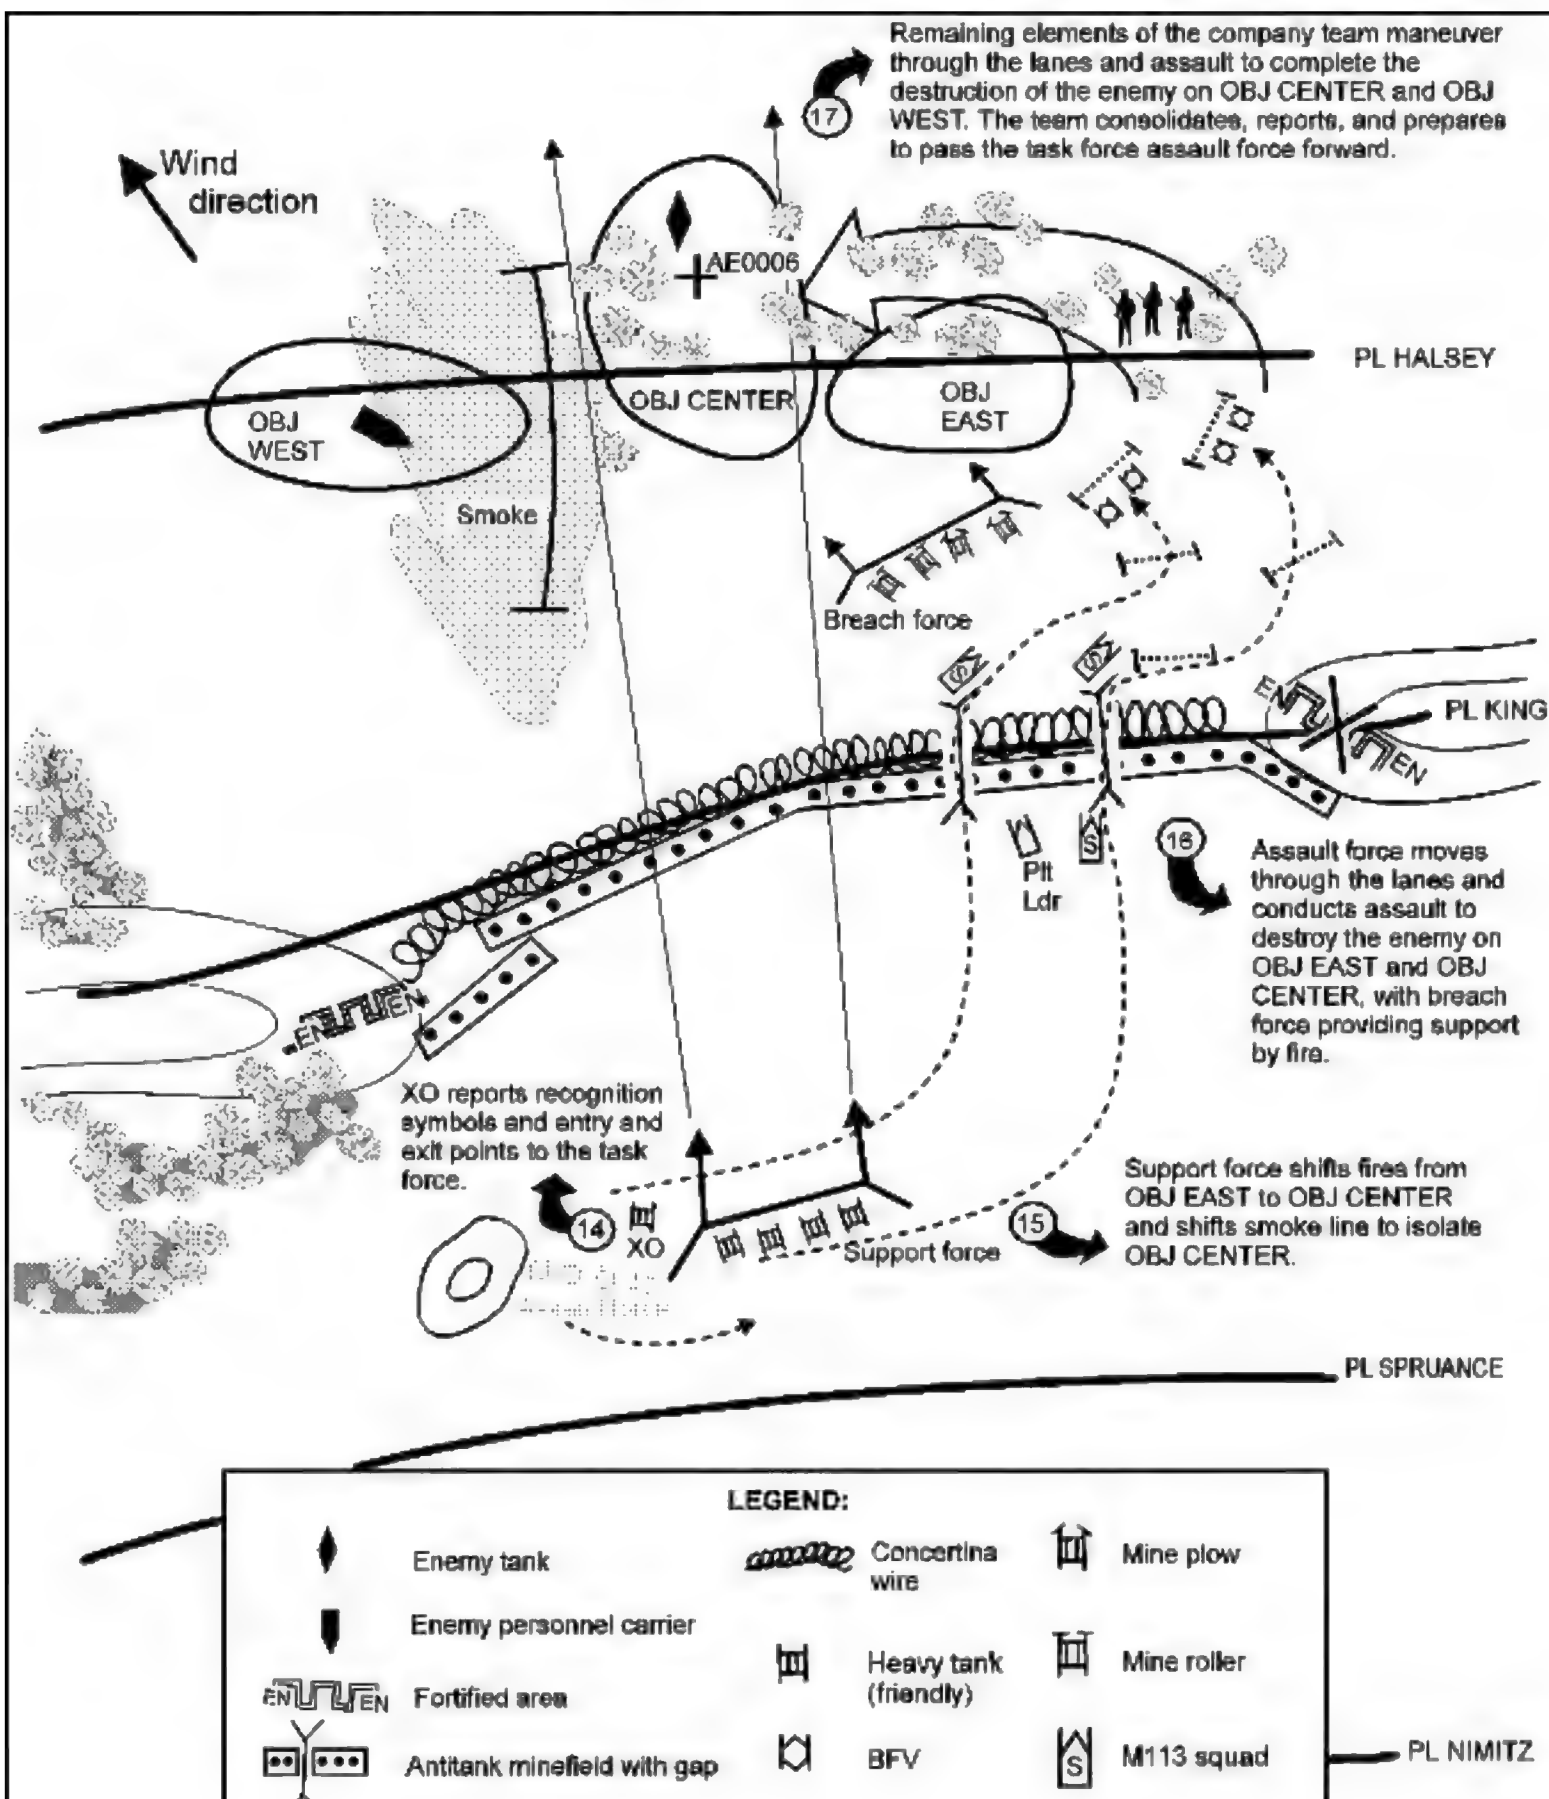 Remaining elements of the company team maneuver
through the lanes and assault to complete the
destruction of the enemy on OBJ CENTER and OBJ
WEST. The team consolidates, reports, and prepares
to pass the task force assault force forward.
17
Wind
direction
AE0006
PL HALSEY
OBJ CENTER
OBJ
EAST
OBJ
WEST
Smoke
Breach force
EN
PL KING
EN
S
Plt
Ldr
16
Assault force moves
through the lanes and
conducts assault to
destroy the enemy on
OBJ EAST and OBJ
CENTER, with breach
force providing support
by fire.
EN EN
XO reports recognition
symbols and entry and
exit points to the task
force.
14
XO
Support force
15
Support force shifts fires from
OBJ EAST to OBJ CENTER
and shifts smoke line to isolate
OBJ CENTER.
PL SPRUANCE
LEGEND:
Enemy tank
Concertina
wire
Mine plow
Enemy personnel carrier
Heavy tank
(friendly)
Mine roller
EN EN Fortified area
Antitank minefield with gap
BFV
S M113 squad
PL NIMITZ